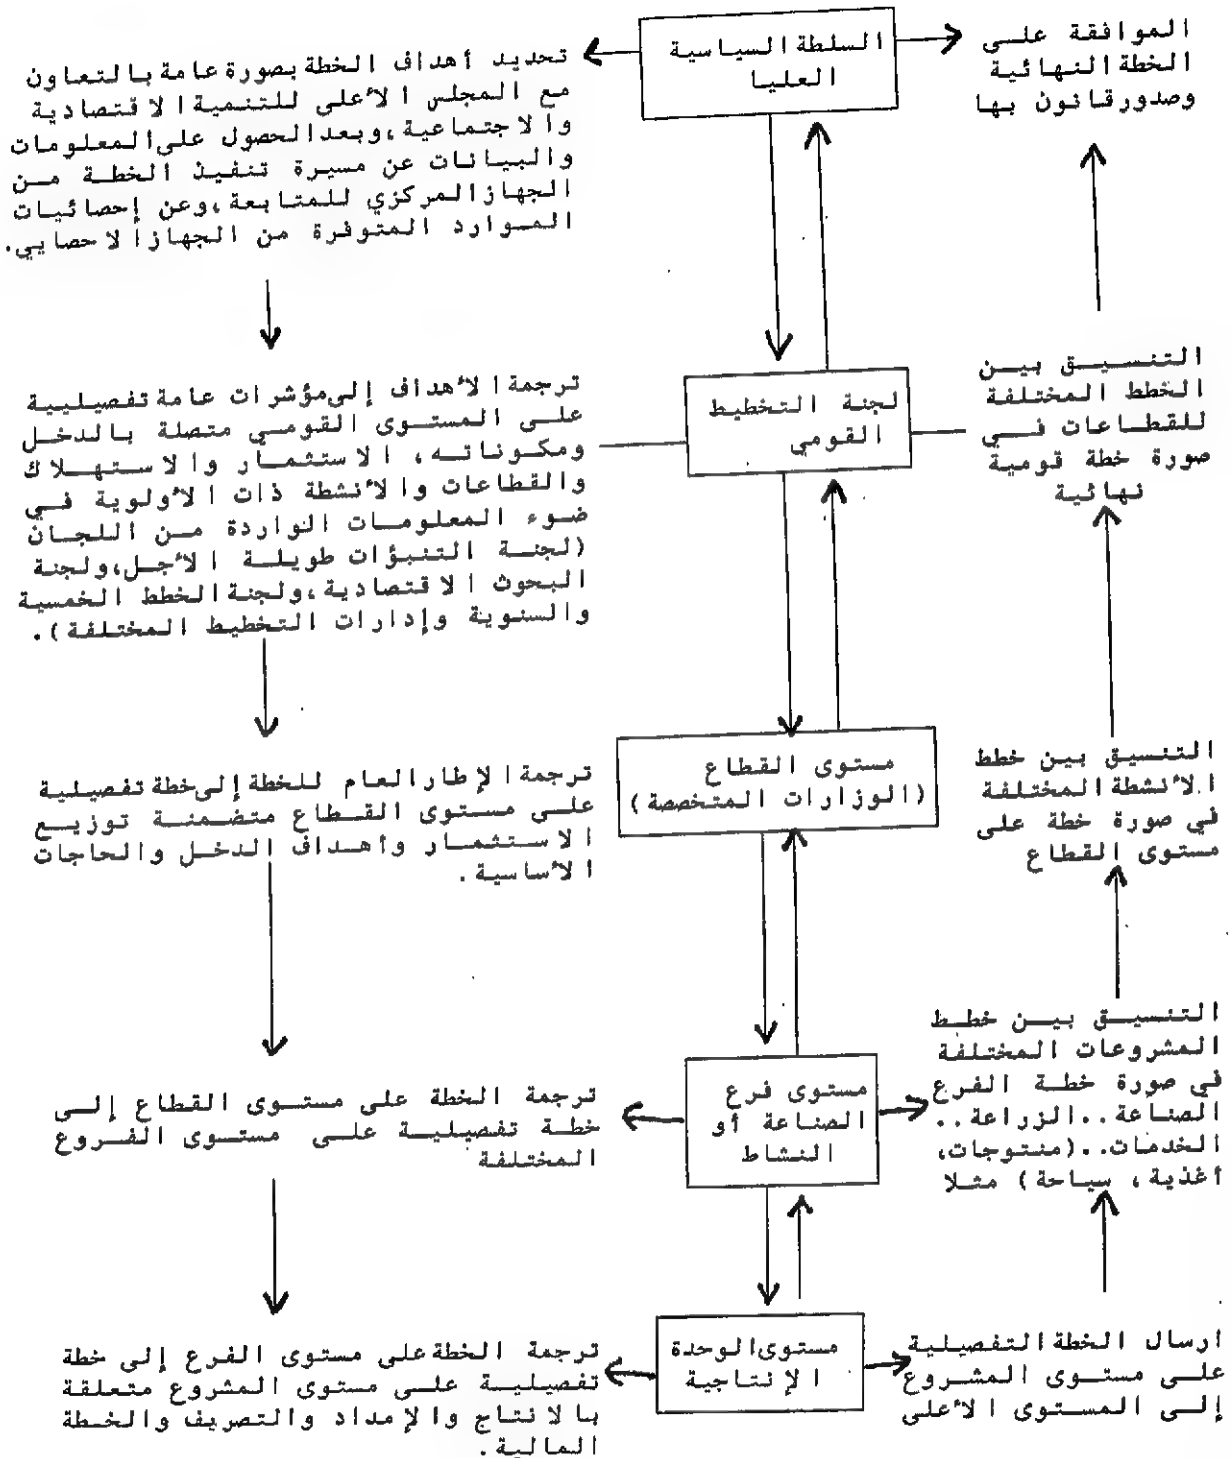 السلطة السياسية
العليا
الموافقة على
الخطة النهائية
وصدور قانون بها
تحديد أهداف الخطة بصورة عامة بالتعاون
مع المجلس الأعلى للتنمية الاقتصادية
والاجتماعية، وبعد الحصول على المعلومات
والبيانات عن مسيرة تنفيذ الخطة من
الجهاز المركزي للمتابعة، وعن إحصائيات
الموارد المتوفرة من الجهاز الاحصايي.
التنسيق بين
الخطط المختلفة
للقطاعات في
صورة خطة قومية
نهائية
لجنة التخطيط
القومي
ترجمة الأهداف إلى مؤشرات عامة تفصيليية
على المستوى القومي متصلة بالدخل
ومكوناته، الاستثمار والاستهلاك
والقطاعات والأنشطة ذات الأولوية في
ضوء المعلومات الواردة من اللجان
(لجنة التنبؤات طويلة الأجل، ولجنة
البحوث الاقتصادية، ولجنة الخطط الخمسية
والسنوية وإدارات التخطيط المختلفة).
التنسيق بين خطط
الأنشطة المختلفة
في صورة خطة على
مستوى القطاع
مستوى القطاع
(الوزارات المتخصصة)
ترجمة الإطار العام للخطة إلى خطة تفصيلية
على مستوى القطاع متضمنة توزيع
الاستثمار وأهداف الدخل والحاجات
الأساسية.
التنسيق بين خطط
المشروعات المختلفة
في صورة خطة الفرع
الصناعة..الزراعة..
الخدمات..(منتوجات،
أغذية، سياحة) مثلا
مستوى فرع
الصناعة أو
النشاط
ترجمة الخطة على مستوى القطاع إلى
خطة تفصيلية على مستوى الفروع
المختلفة
ارسال الخطة التفصيلية
على مستوى المشروع
إلى المستوى الأعلى
مستوى الوحدة
الإنتاجية
ترجمة الخطة على مستوى الفرع إلى خطة
تفصيلية على مستوى المشروع متعلقة
بالانتاج والإمداد والتصريف والخطة
المالية.